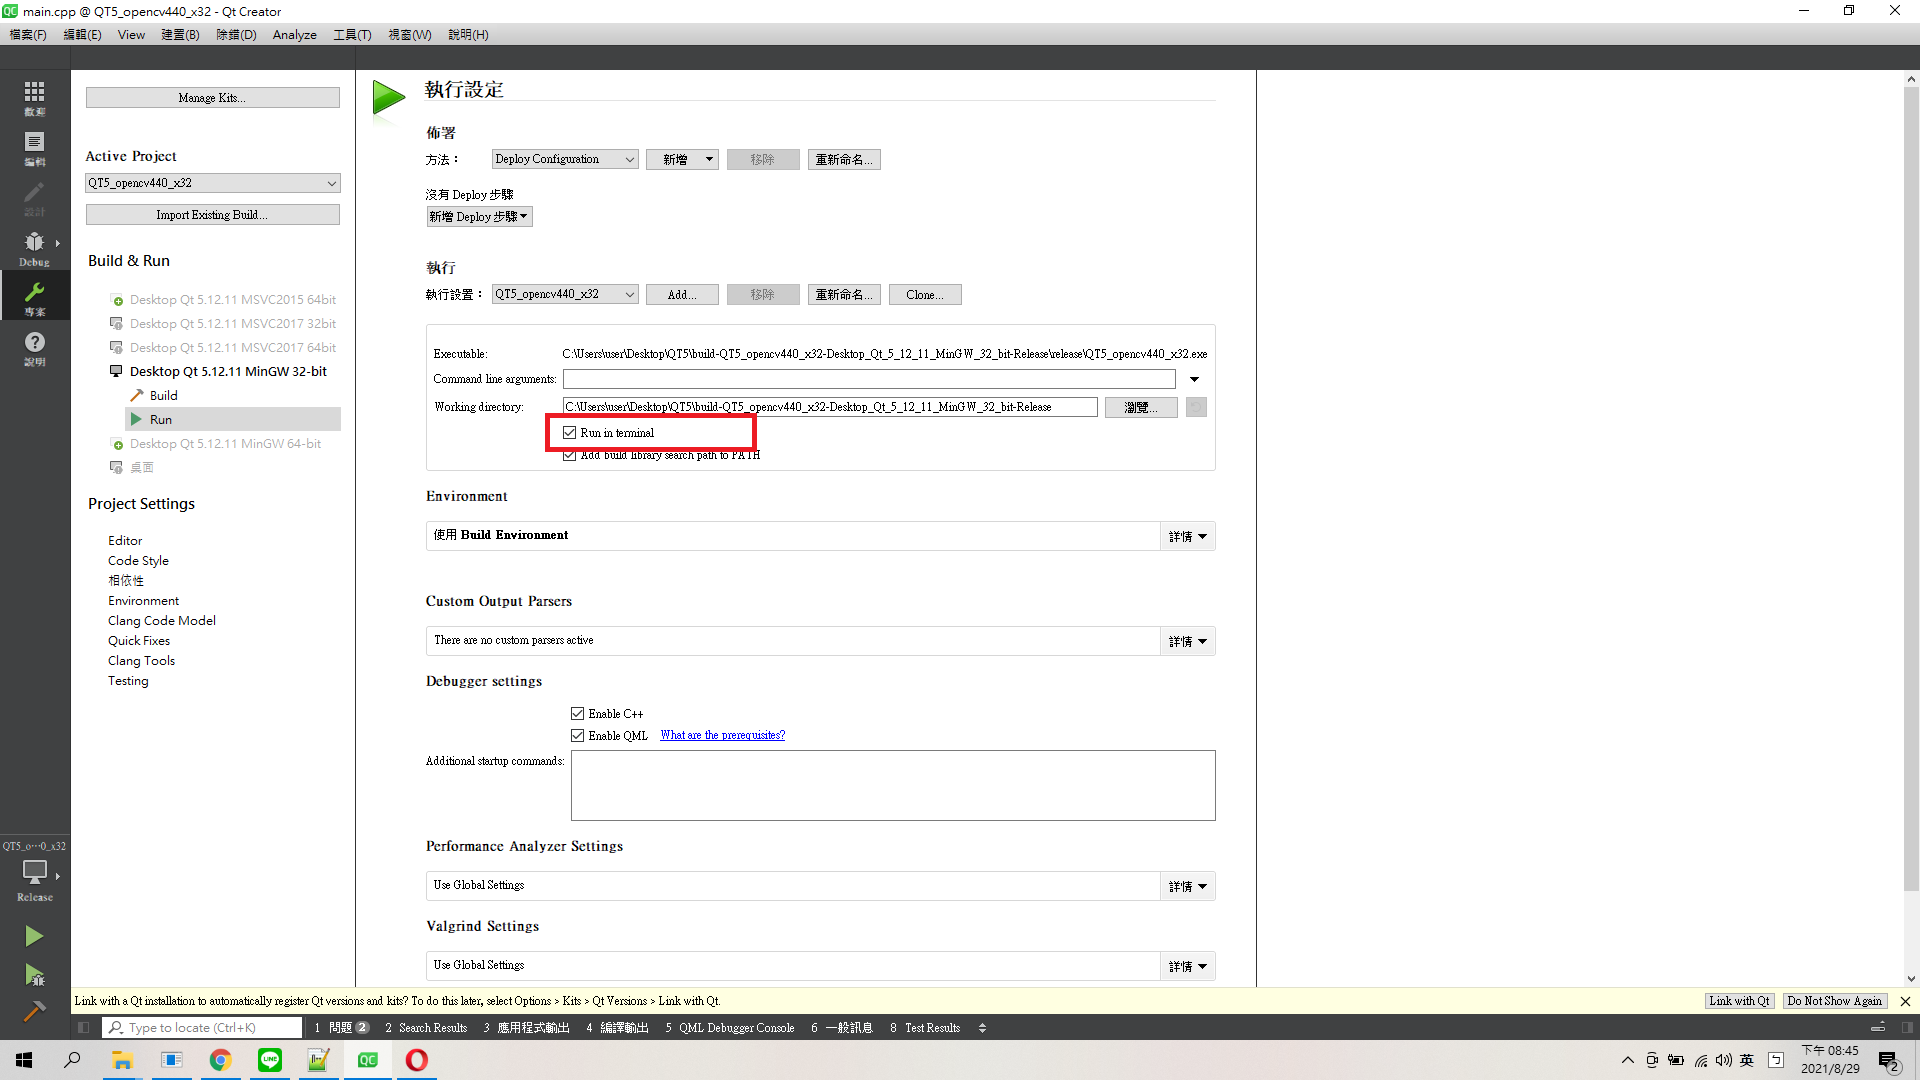 main.cpp @ QT5_opencv440_x32 - Qt Creator
檔案(F) 編輯(E) View 建置(B) 除錯(D) Analyze 工具(T) 視窗(W) 說明(H)
歡迎
編輯
設計
Debug
專案
說明
QT5_o···0_x32
Release
Manage Kits...
Active Project
QT5_opencv440_x32
Import Existing Build...
Build & Run
Desktop Qt 5.12.11 MSVC2015 64bit
Desktop Qt 5.12.11 MSVC2017 32bit
Desktop Qt 5.12.11 MSVC2017 64bit
Desktop Qt 5.12.11 MinGW 32-bit
Build
Run
Desktop Qt 5.12.11 MinGW 64-bit
桌面
Project Settings
Editor
Code Style
相依性
Environment
Clang Code Model
Quick Fixes
Clang Tools
Testing
執行設定
佈署
方法： Deploy Configuration 新增 移除 重新命名...
沒有 Deploy 步驟
新增 Deploy 步驟
執行
執行設置： QT5_opencv440_x32 Add... 移除 重新命名... Clone...
Executable: C:\Users\user\Desktop\QT5\build-QT5_opencv440_x32-Desktop_Qt_5_12_11_MinGW_32_bit-Release\release\QT5_opencv440_x32.exe
Command line arguments:
Working directory: C:\Users\user\Desktop\QT5\build-QT5_opencv440_x32-Desktop_Qt_5_12_11_MinGW_32_bit-Release 瀏覽...
Run in terminal
Add build library search path to PATH
Environment
使用 Build Environment 詳情
Custom Output Parsers
There are no custom parsers active 詳情
Debugger settings
Enable C++
Enable QML What are the prerequisites?
Additional startup commands:
Performance Analyzer Settings
Use Global Settings 詳情
Valgrind Settings
Use Global Settings 詳情
Link with a Qt installation to automatically register Qt versions and kits? To do this later, select Options > Kits > Qt Versions > Link with Qt. Link with Qt Do Not Show Again
Type to locate (Ctrl+K) 1 問題 2 2 Search Results 3 應用程式輸出 4 編譯輸出 5 QML Debugger Console 6 一般訊息 8 Test Results
LINE QC 英 ㄅ 下午 08:45
2021/8/29 2